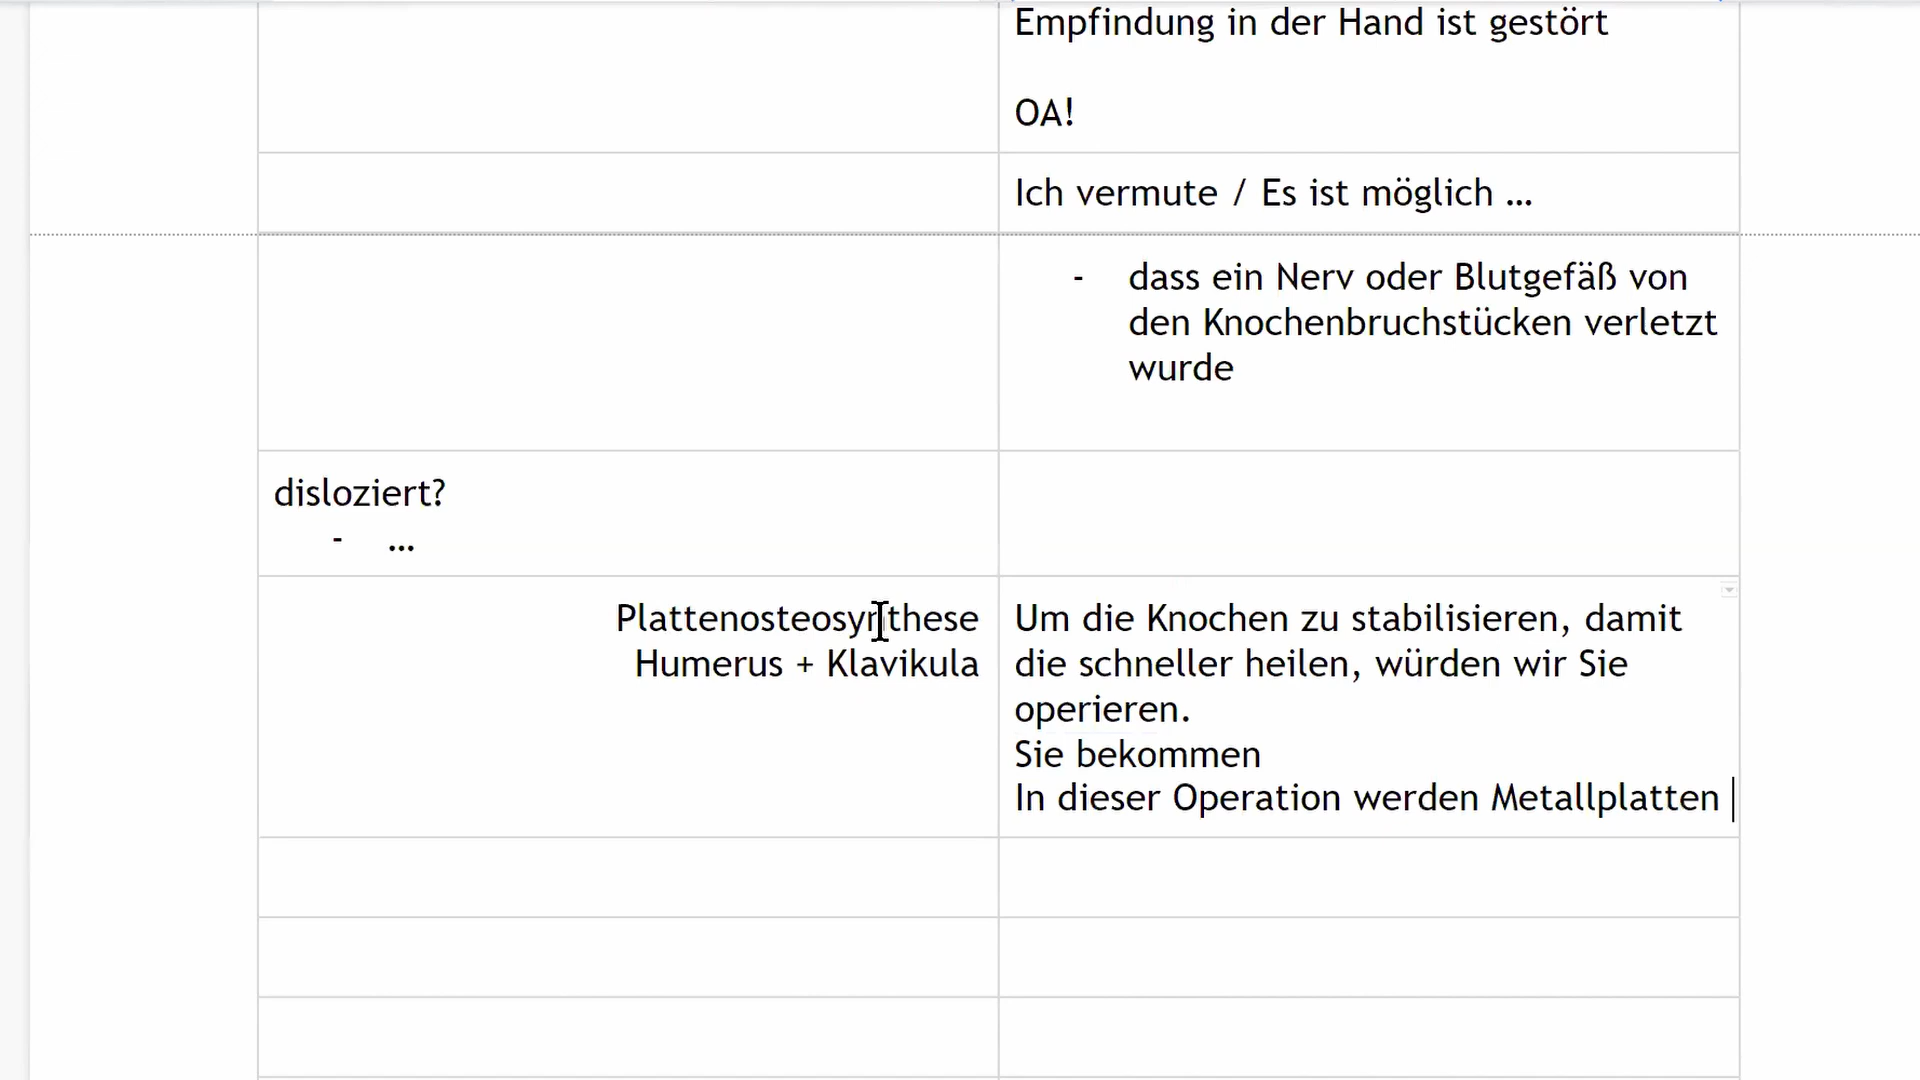 Empfindung in der Hand ist gestört
OA!
Ich vermute / Es ist möglich …
- dass ein Nerv oder Blutgefäß von
den Knochenbruchstücken verletzt
wurde
disloziert?
- …
Plattenosteosynthese
Humerus + Klavikula
Um die Knochen zu stabilisieren, damit
die schneller heilen, würden wir Sie
operieren.
Sie bekommen
In dieser Operation werden Metallplatten